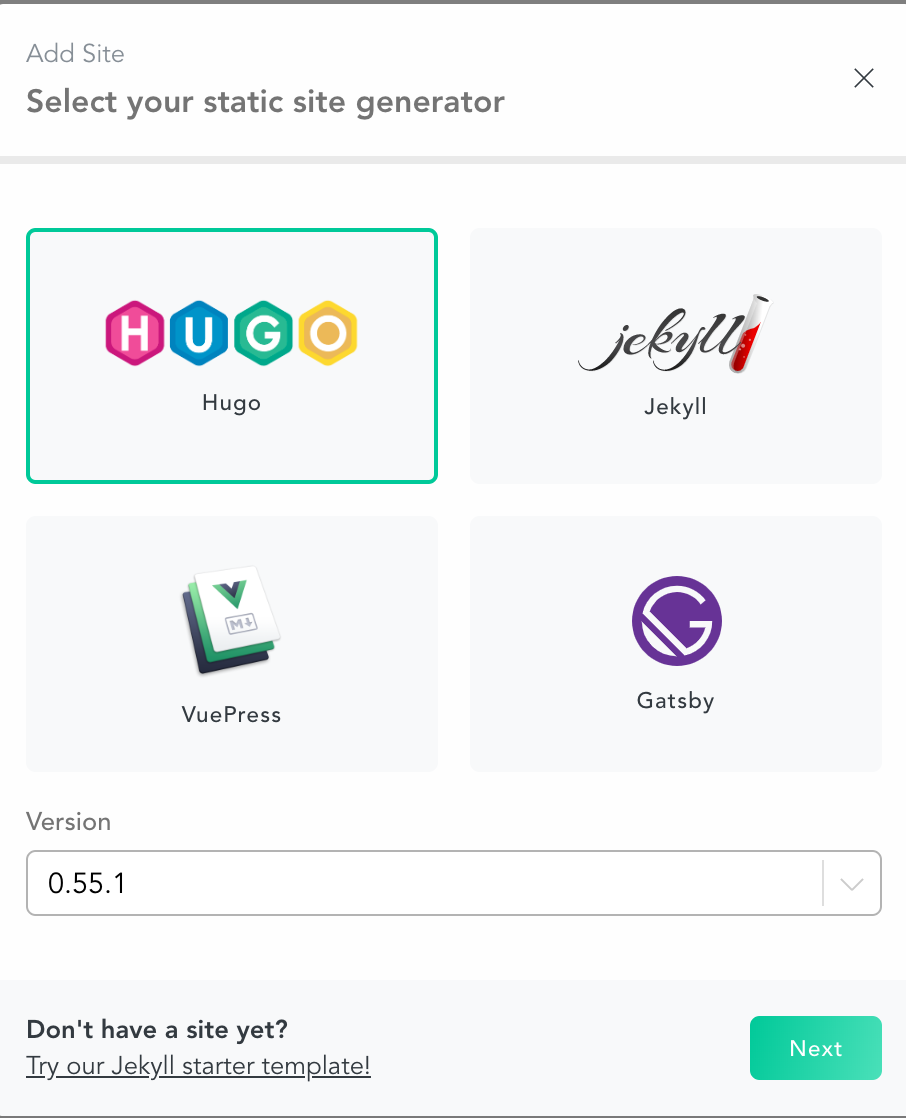 Add Site
Select your static site generator
HUGO
Hugo
jekyll
Jekyll
M
VuePress
G
Gatsby
Version
0.55.1
Don't have a site yet?
Try our Jekyll starter template!
Next